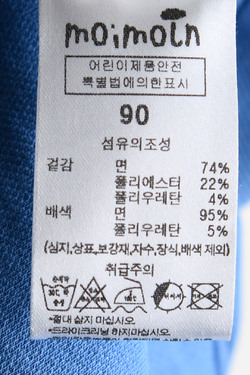 moimoln
어린이제품안전
특별법에의한표시
90
섬유의조성
겉감 면 74%
폴리에스터 22%
폴리우레탄 4%
배색 면 95%
폴리우레탄 5%
(심지,상표,보강재,자수,장식,배색 제외)
취급주의
•절대 삶지 마십시오.
•드라이크리닝 하지마십시오.